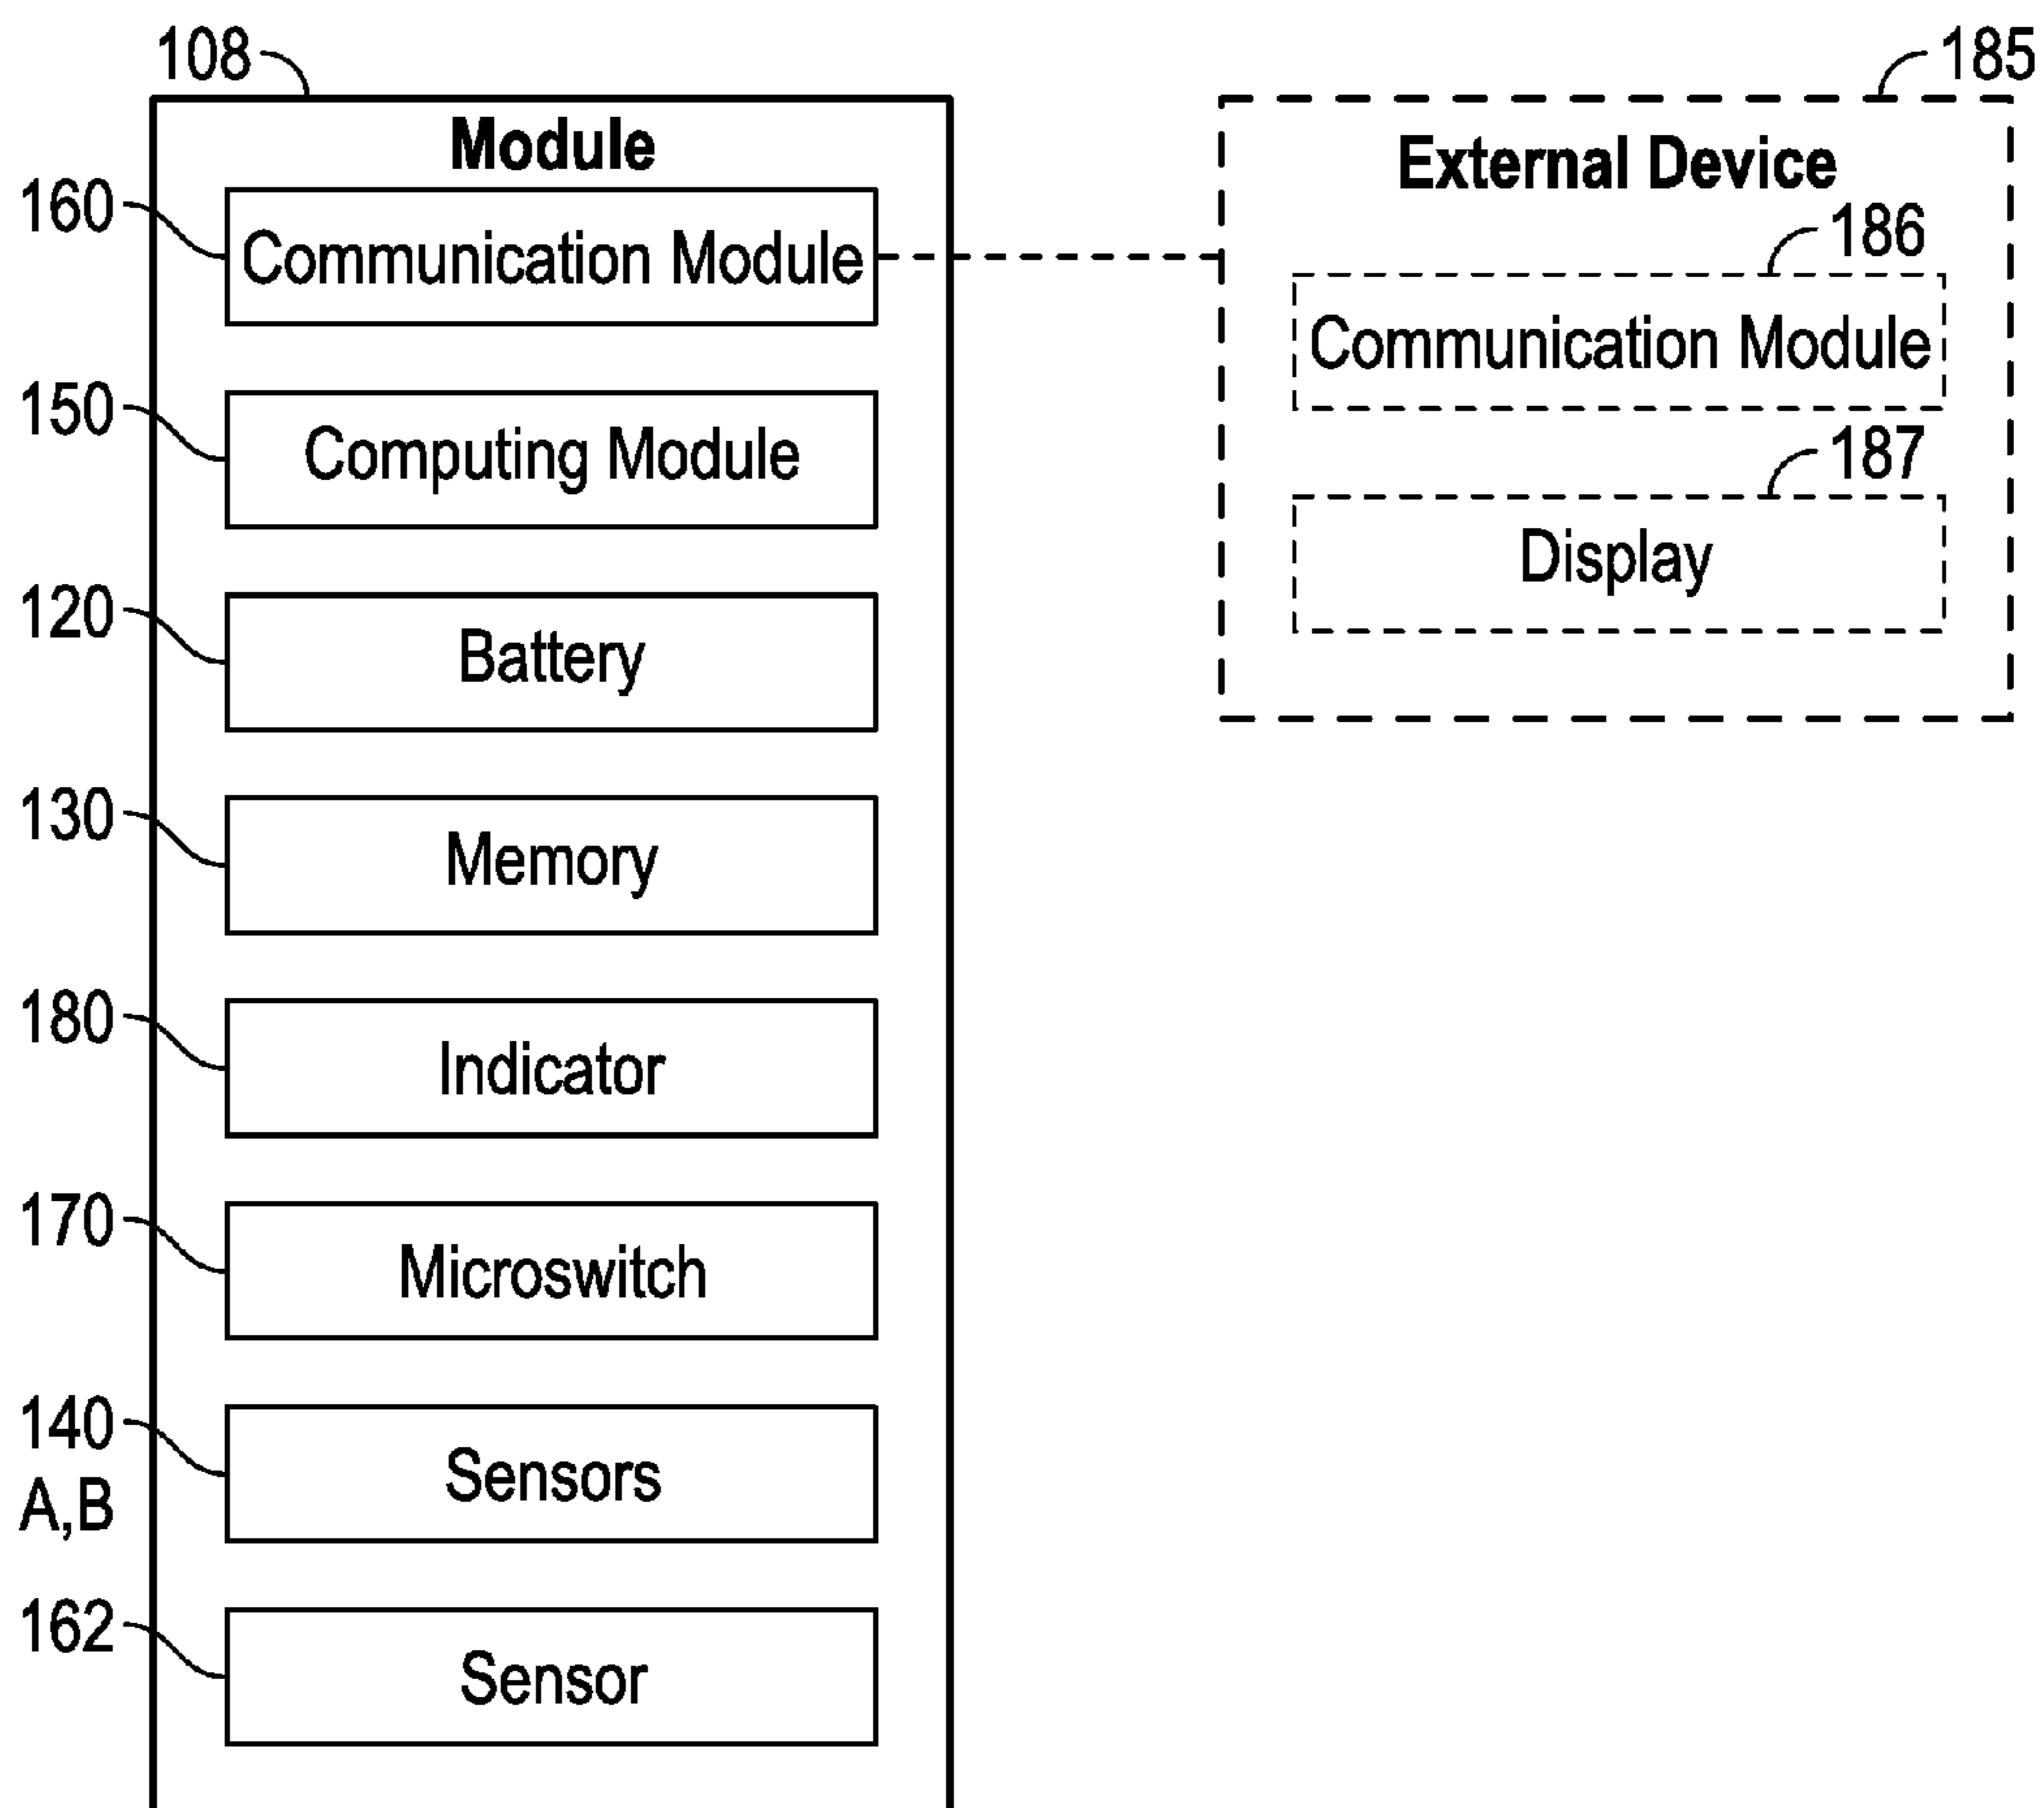 108
Module
160
Communication Module
150
Computing Module
120
Battery
130
Memory
180
Indicator
170
Microswitch
140
A,B
Sensors
162
Sensor
185
External Device
186
Communication Module
187
Display